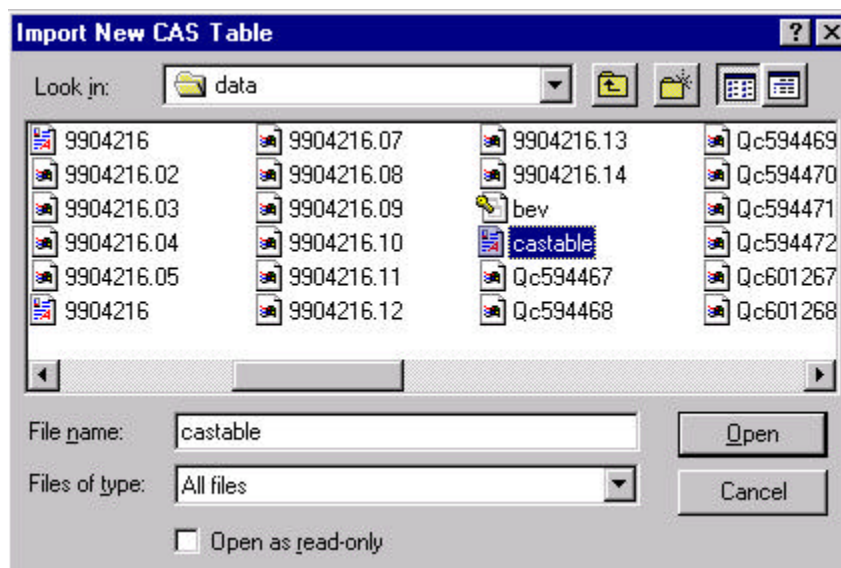 Import New CAS Table
Look in: data
9904216 9904216.07 9904216.13 Qc594469
9904216.02 9904216.08 9904216.14 Qc594470
9904216.03 9904216.09 bev Qc594471
9904216.04 9904216.10 castable Qc594472
9904216.05 9904216.11 Qc594467 Qc601267
9904216 9904216.12 Qc594468 Qc601268
File name: castable Open
Files of type: All files Cancel
Open as read-only